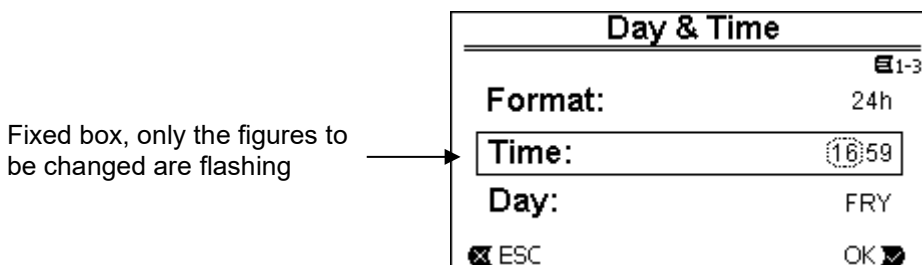 Day & Time
1-3
Format: 24h
Fixed box, only the figures to
be changed are flashing
Time: 16:59
Day: FRY
ESC OK